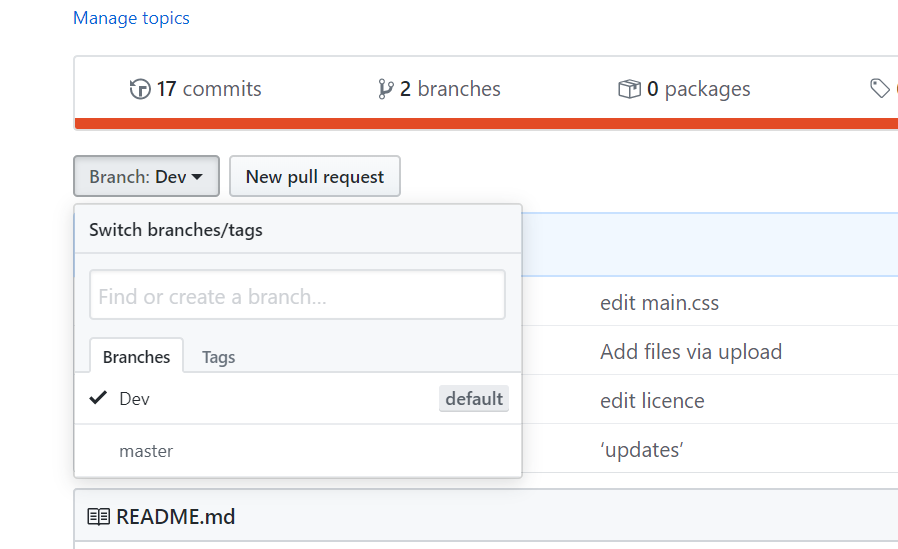 Manage topics
17 commits
2 branches
0 packages
Branch: Dev
New pull request
Switch branches/tags
Find or create a branch...
Branches
Tags
Dev
default
master
edit main.css
Add files via upload
edit licence
‘updates’
README.md